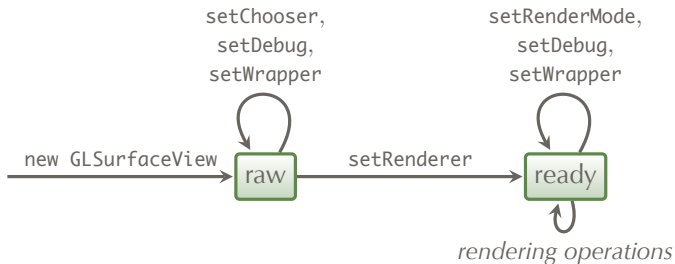 setChooser,
setDebug,
setWrapper
setRenderMode,
setDebug,
setWrapper
new GLSurfaceView
raw
setRenderer
ready
rendering operations